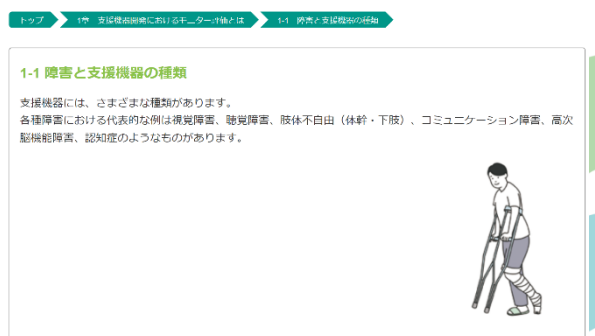 トップ
1章 支援機器開発におけるモニター評価とは
1-1 障害と支援機器の種類
1-1 障害と支援機器の種類
支援機器には、さまざまな種類があります。
各種障害における代表的な例は視覚障害、聴覚障害、肢体不自由（体幹・下肢）、コミュニケーション障害、高次
脳機能障害、認知症のようなものがあります。